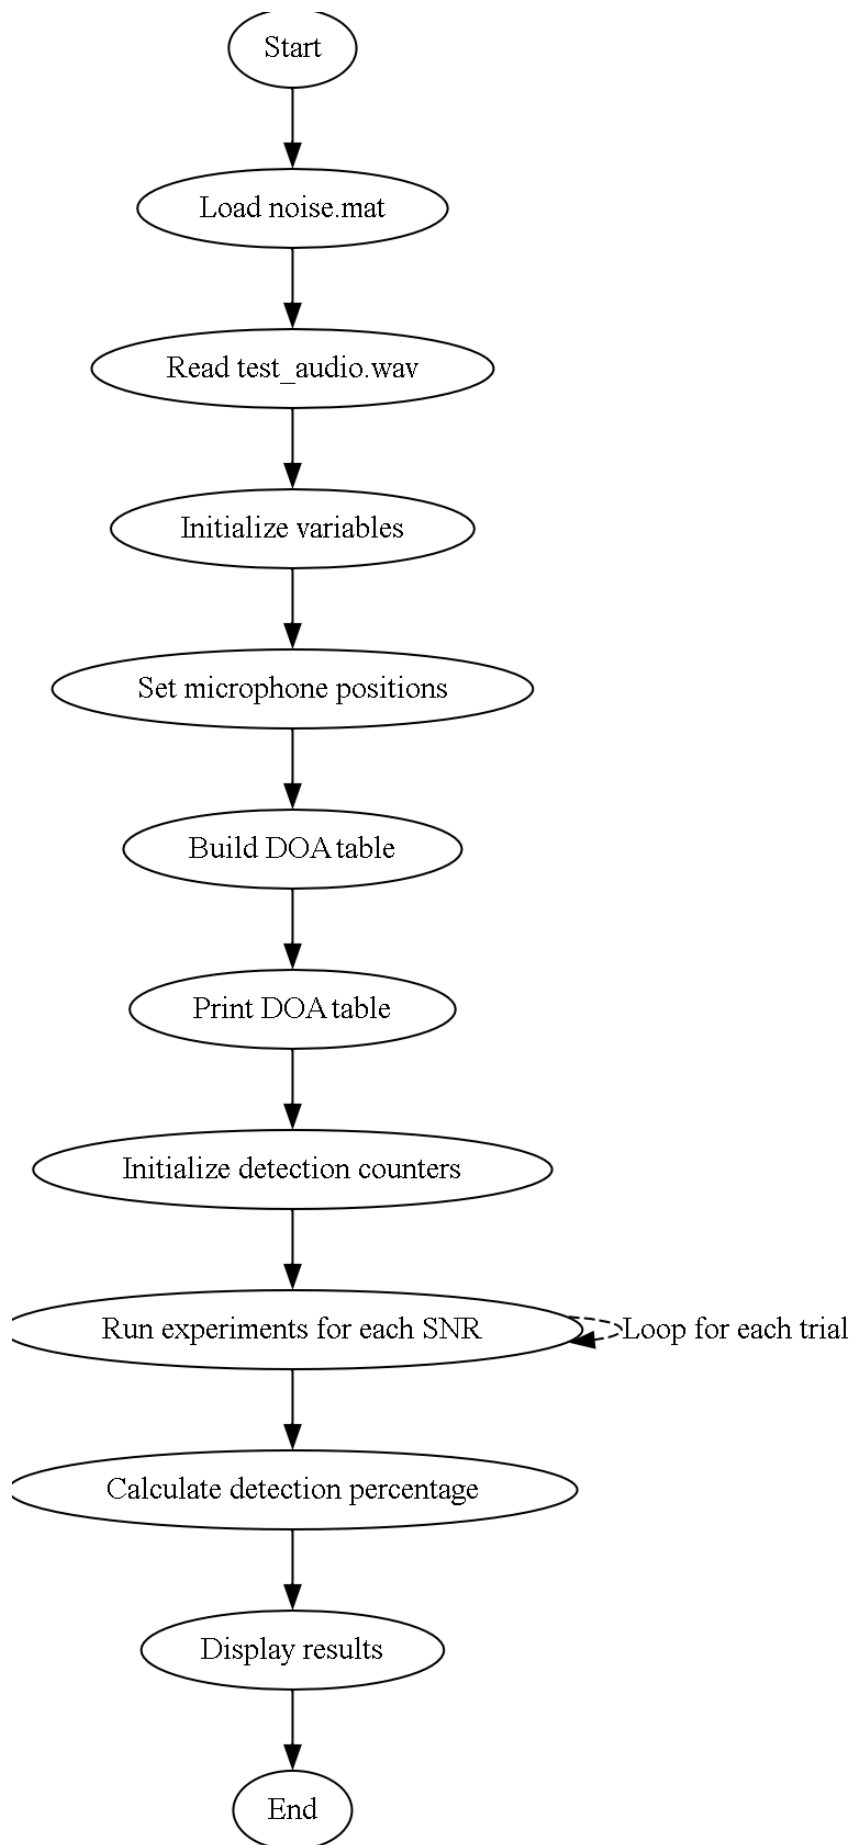 Start
Load noise.mat
Read test_audio.wav
Initialize variables
Set microphone positions
Build DOA table
Print DOA table
Initialize detection counters
Run experiments for each SNR
Loop for each trial
Calculate detection percentage
Display results
End